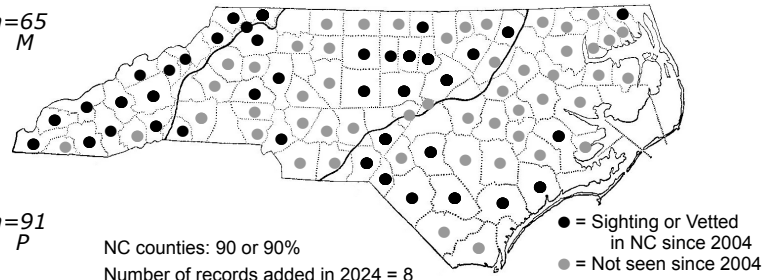 n=65
M
n=91
P
NC counties: 90 or 90%
Number of records added in 2024 = 8
● = Sighting or Vetted
in NC since 2004
● = Not seen since 2004